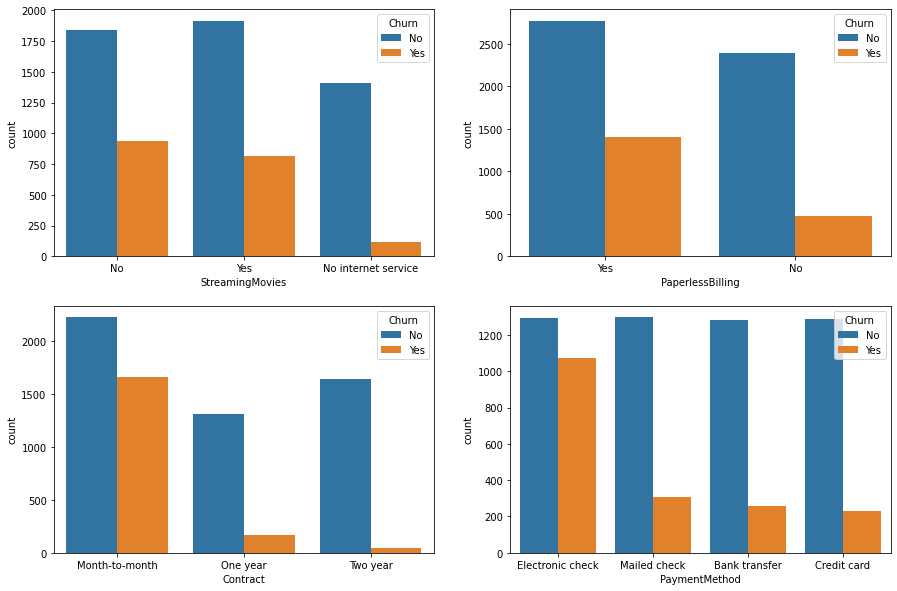 2000
1750
1500
1250
1000
750
500
250
0
count
No
Yes
No internet service
StreamingMovies
Churn
No
Yes
2500
2000
1500
1000
500
0
count
Yes
No
PaperlessBilling
Churn
No
Yes
2000
1500
1000
500
0
count
Month-to-month
One year
Two year
Contract
Churn
No
Yes
1200
1000
800
600
400
200
0
count
Electronic check
Mailed check
Bank transfer
Credit card
PaymentMethod
Churn
No
Yes